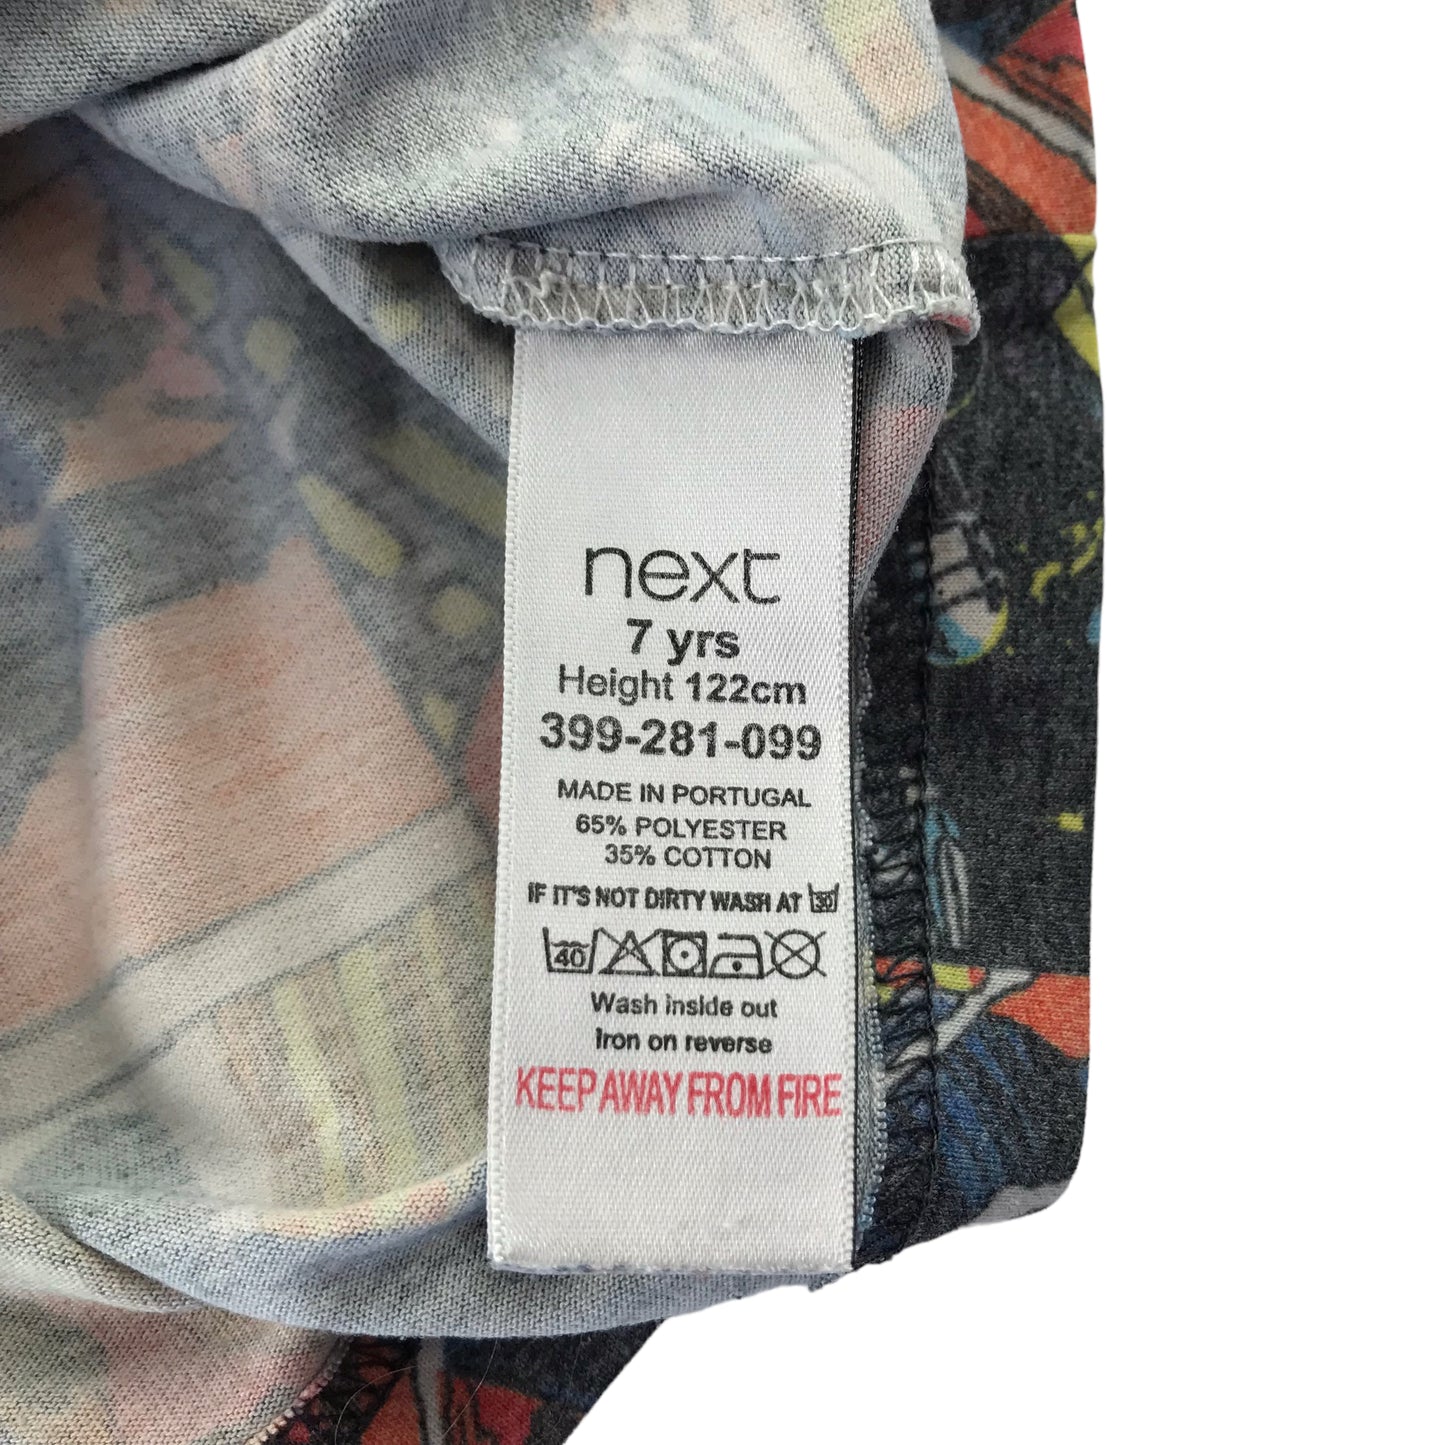 next
7 yrs
Height 122cm
399-281-099
MADE IN PORTUGAL
65% POLYESTER
35% COTTON
IF IT'S NOT DIRTY WASH AT 30
40
Wash inside out
Iron on reverse
KEEP AWAY FROM FIRE